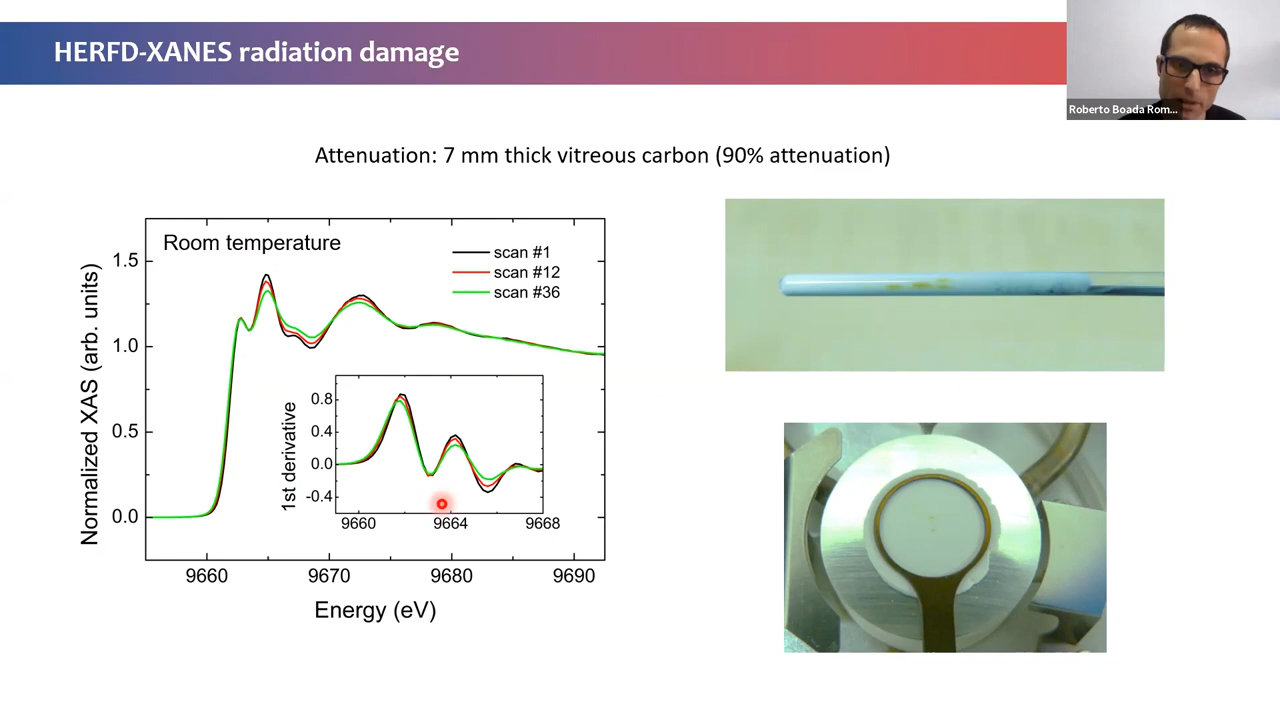 HERFD-XANES radiation damage
Roberto Boada Rom...
Attenuation: 7 mm thick vitreous carbon (90% attenuation)
Room temperature
scan #1
scan #12
scan #36
Normalized XAS (arb. units)
1.5
1.0
0.5
0.0
1st derivative
0.8
0.4
0.0
-0.4
9660 9664 9668
9660 9670 9680 9690
Energy (eV)